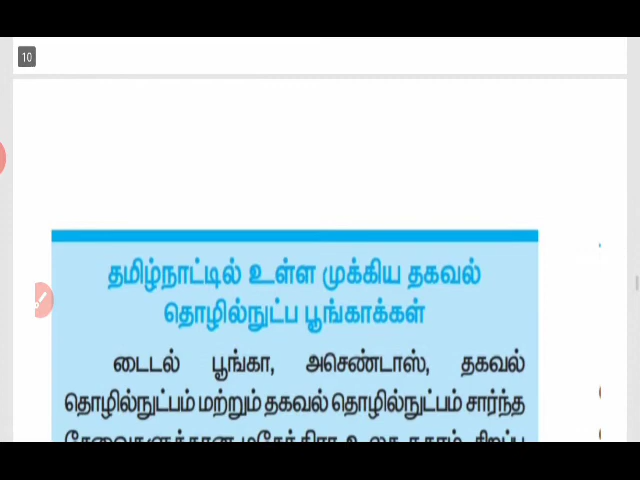 10
தமிழ்நாட்டில் உள்ள முக்கிய தகவல்
தொழில்நுட்ப பூங்காக்கள்
டைடல் பூங்கா, அசெண்டாஸ், தகவல்
தொழில்நுட்பம் மற்றும் தகவல் தொழில்நுட்பம் சார்ந்த